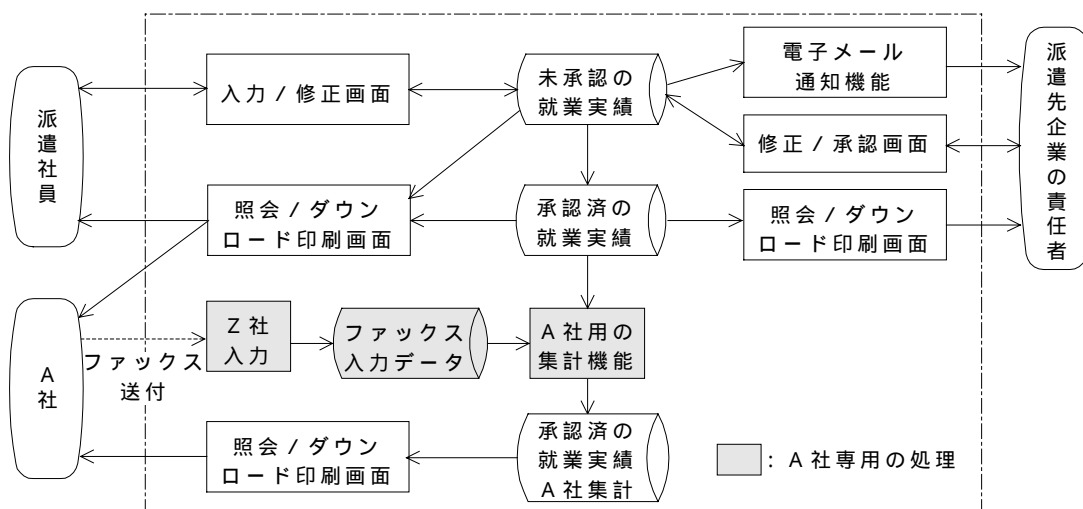 派遣社員
入力/修正画面
未承認の
就業実績
電子メール
通知機能
修正/承認画面
派遣先企業の責任者
照会/ダウン
ロード印刷画面
承認済の
就業実績
照会/ダウン
ロード印刷画面
A社
ファックス
送付
Z社
入力
ファックス
入力データ
A社用の
集計機能
照会/ダウン
ロード印刷画面
承認済の
就業実績
A社集計
:A社専用の処理